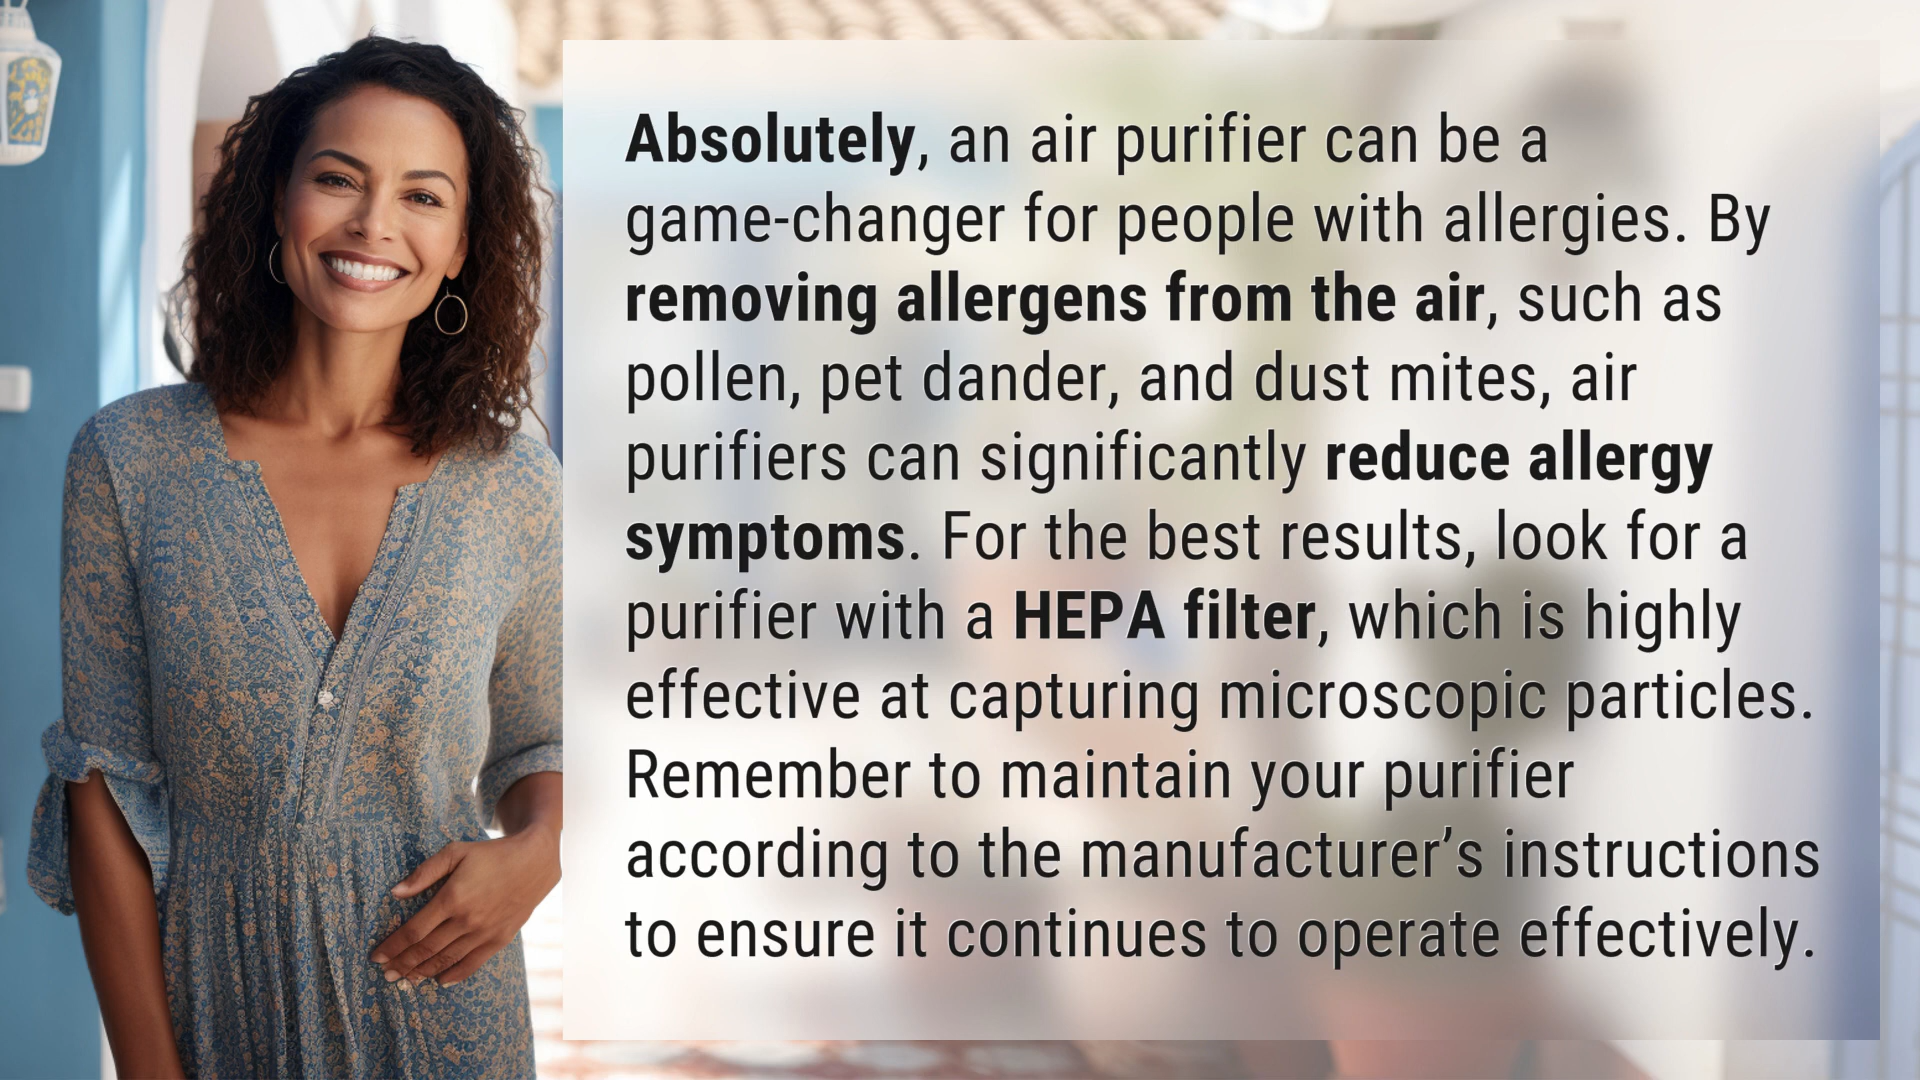 Absolutely, an air purifier can be a
game-changer for people with allergies. By
removing allergens from the air, such as
pollen, pet dander, and dust mites, air
purifiers can significantly reduce allergy
symptoms. For the best results, look for a
purifier with a HEPA filter, which is highly
effective at capturing microscopic particles.
Remember to maintain your purifier
according to the manufacturer’s instructions
to ensure it continues to operate effectively.